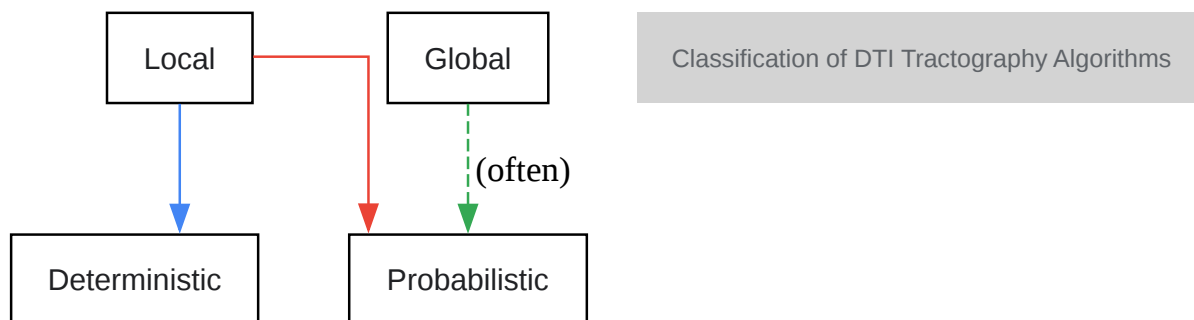 Local
Global
Classification of DTI Tractography Algorithms
(often)
Deterministic
Probabilistic